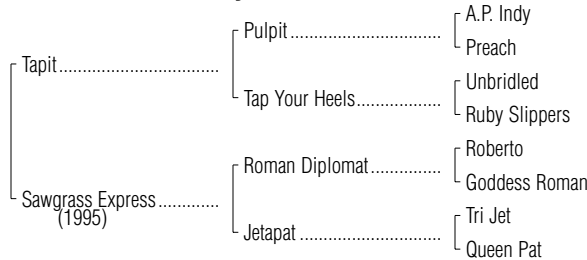 A.P. Indy
Pulpit
Preach
Tapit
Unbridled
Tap Your Heels
Ruby Slippers
Roberto
Roman Diplomat
Goddess Roman
Sawgrass Express
(1995)
Tri Jet
Jetapat
Queen Pat